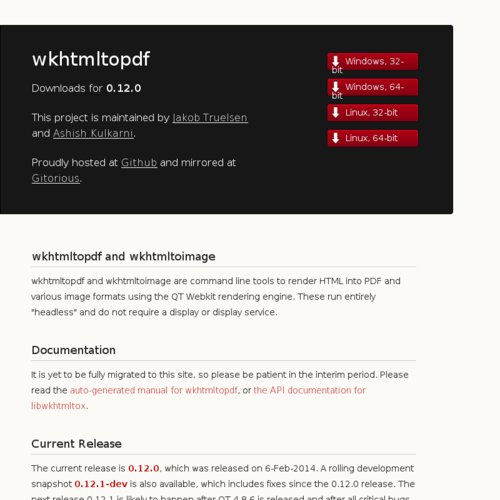 wkhtmltopdf
Downloads for 0.12.0
This project is maintained by Jakob Truelsen
and Ashish Kulkarni.
Proudly hosted at Github and mirrored at
Gitorious.
Windows, 32-
bit
Windows, 64-
bit
Linux, 32-bit
Linux, 64-bit
wkhtmltopdf and wkhtmltoimage
wkhtmltopdf and wkhtmltoimage are command line tools to render HTML into PDF and
various image formats using the QT Webkit rendering engine. These run entirely
"headless" and do not require a display or display service.
Documentation
It is yet to be fully migrated to this site, so please be patient in the interim period. Please
read the auto-generated manual for wkhtmltopdf, or the API documentation for
libwkhtmltox.
Current Release
The current release is 0.12.0, which was released on 6-Feb-2014. A rolling development
snapshot 0.12.1-dev is also available, which includes fixes since the 0.12.0 release. The
next release 0.12.1 is likely to happen after QT 4.8.6 is released and after all critical bugs